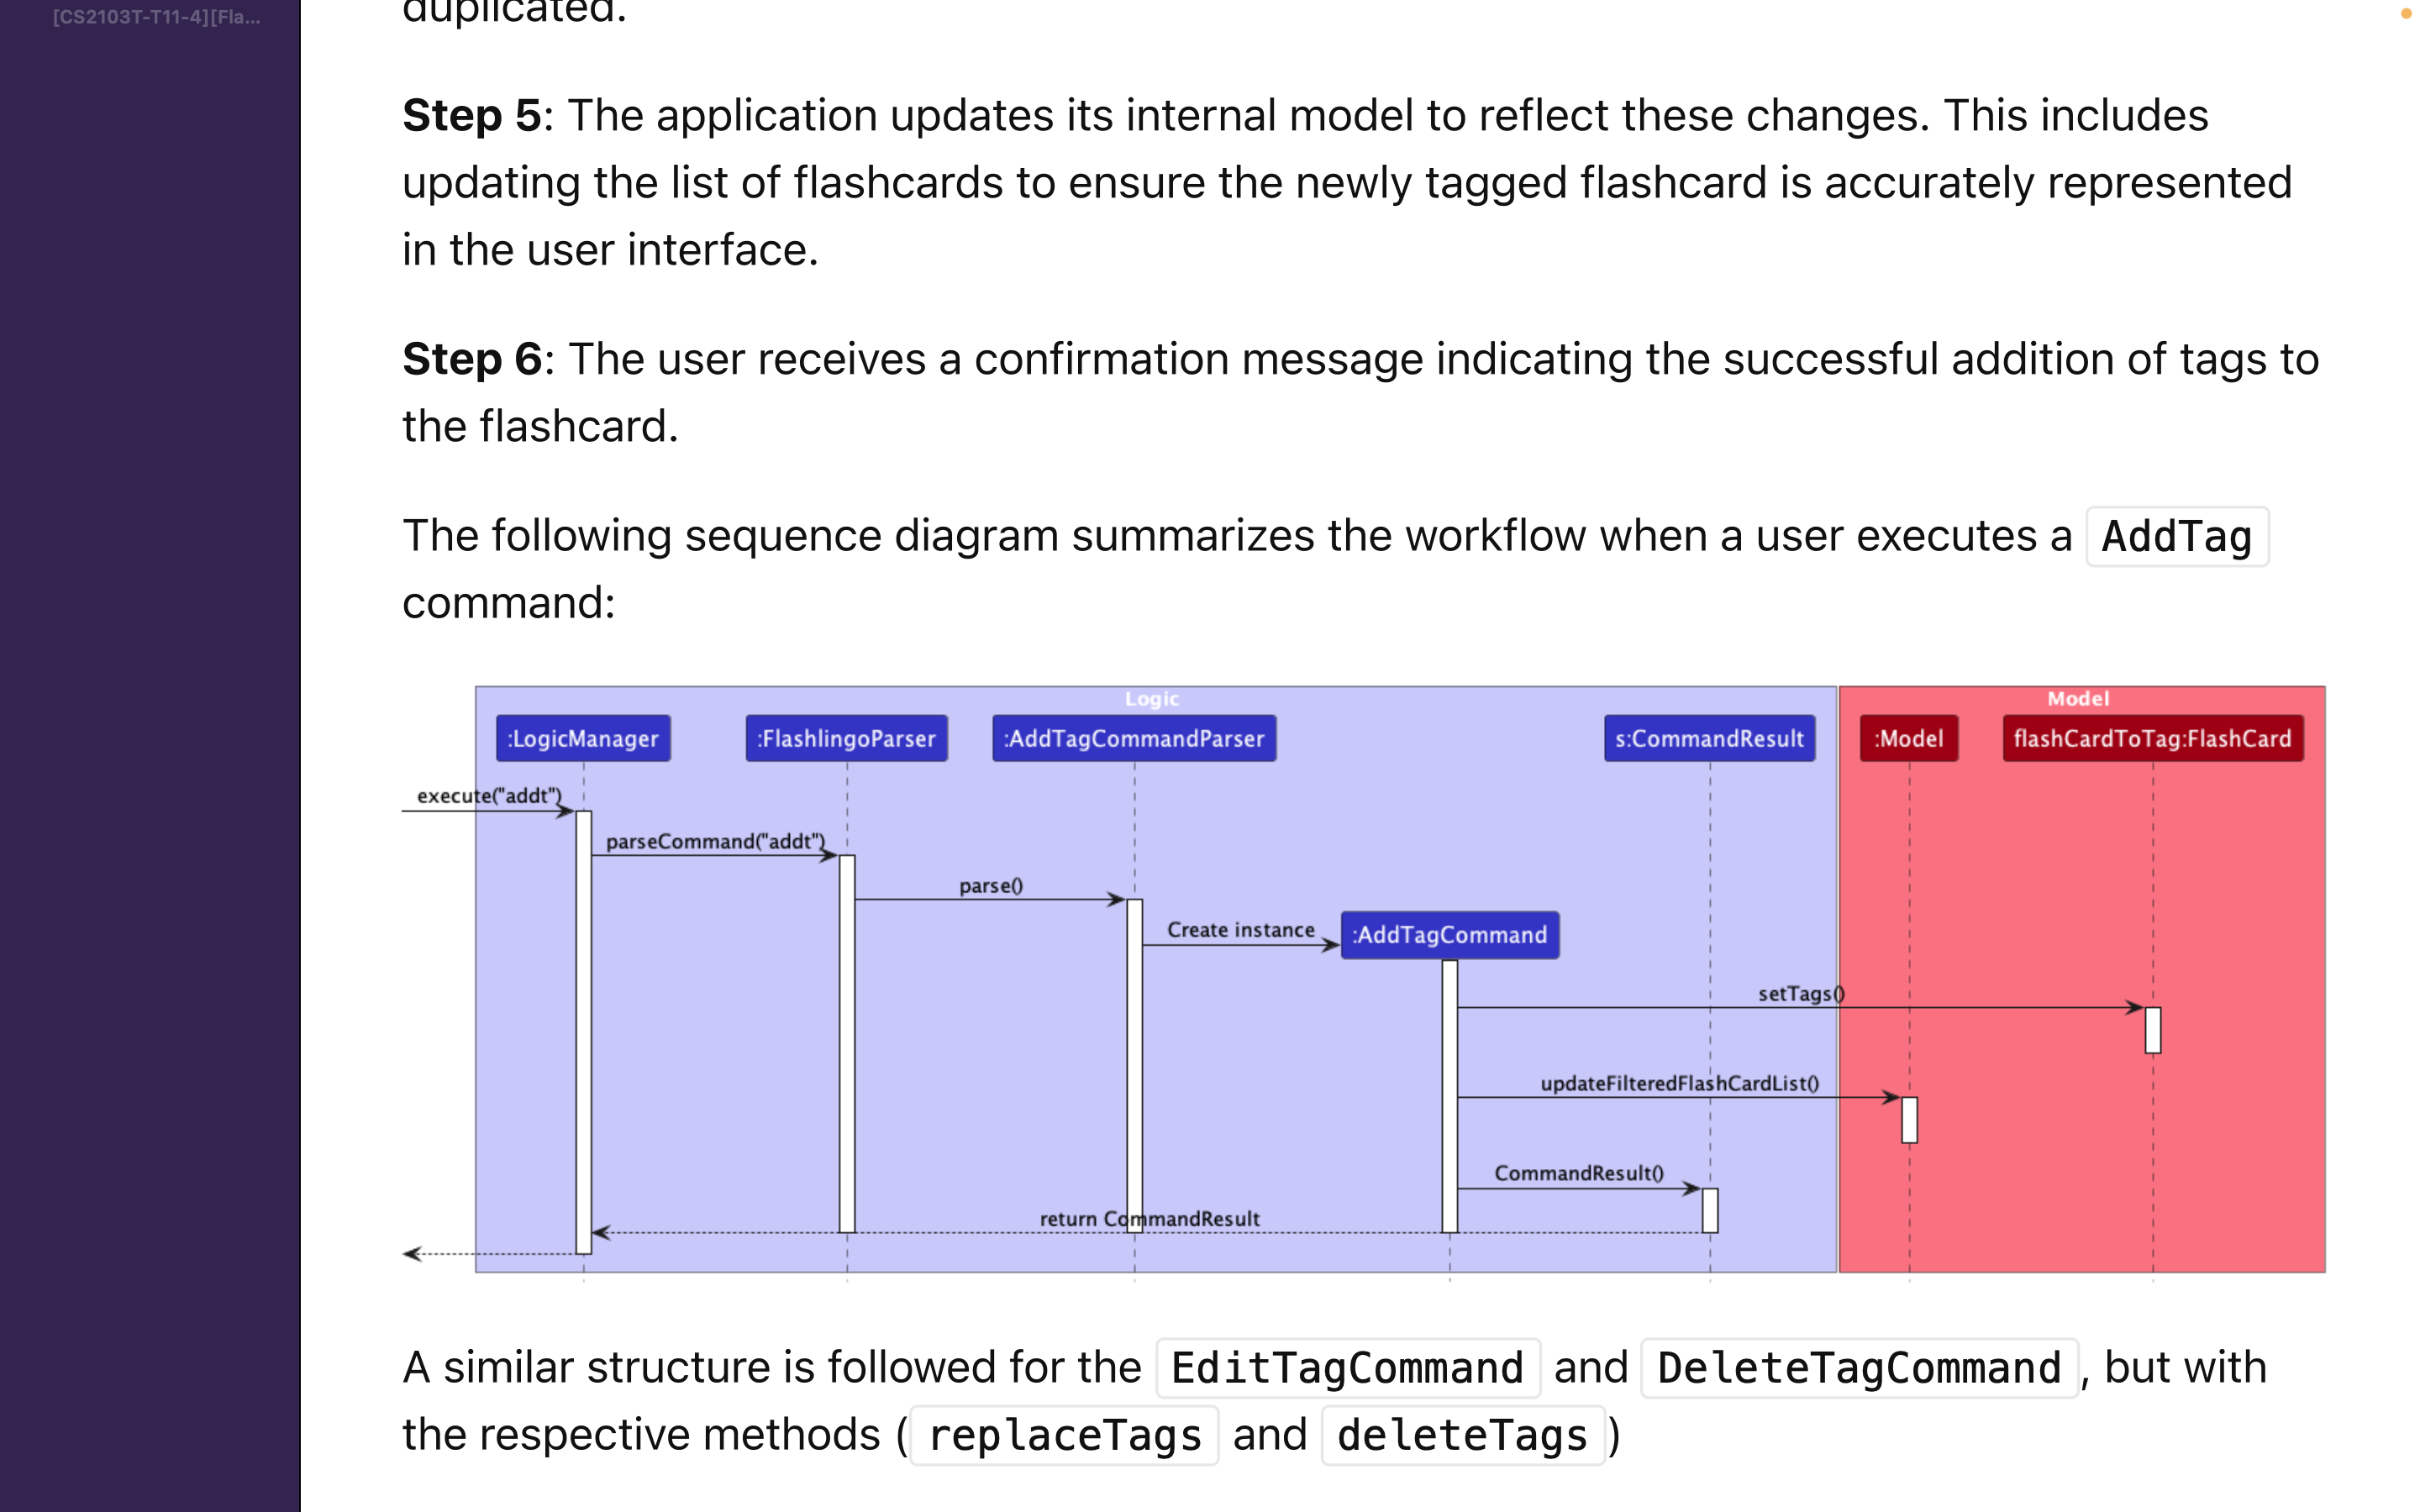 [CS2103T-T11-4][Fla...
duplicated.
Step 5: The application updates its internal model to reflect these changes. This includes
updating the list of flashcards to ensure the newly tagged flashcard is accurately represented
in the user interface.
Step 6: The user receives a confirmation message indicating the successful addition of tags to
the flashcard.
The following sequence diagram summarizes the workflow when a user executes a AddTag
command:
Logic
Model
:LogicManager
:FlashlingoParser
:AddTagCommandParser
s:CommandResult
:Model
flashCardToTag:FlashCard
execute("addt")
parseCommand("addt")
parse()
Create instance
:AddTagCommand
setTags()
updateFilteredFlashCardList()
CommandResult()
return CommandResult
A similar structure is followed for the EditTagCommand and DeleteTagCommand, but with
the respective methods (replaceTags and deleteTags)